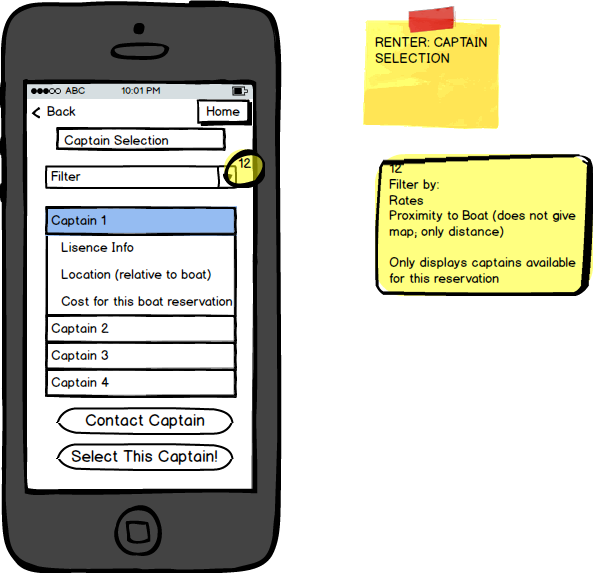 ABC 10:01 PM
Back
Home
Captain Selection
Filter
12
Captain 1
Lisence Info
Location (relative to boat)
Cost for this boat reservation
Captain 2
Captain 3
Captain 4
Contact Captain
Select This Captain!
RENTER: CAPTAIN
SELECTION
12
Filter by:
Rates
Proximity to Boat (does not give
map; only distance)
Only displays captains available
for this reservation